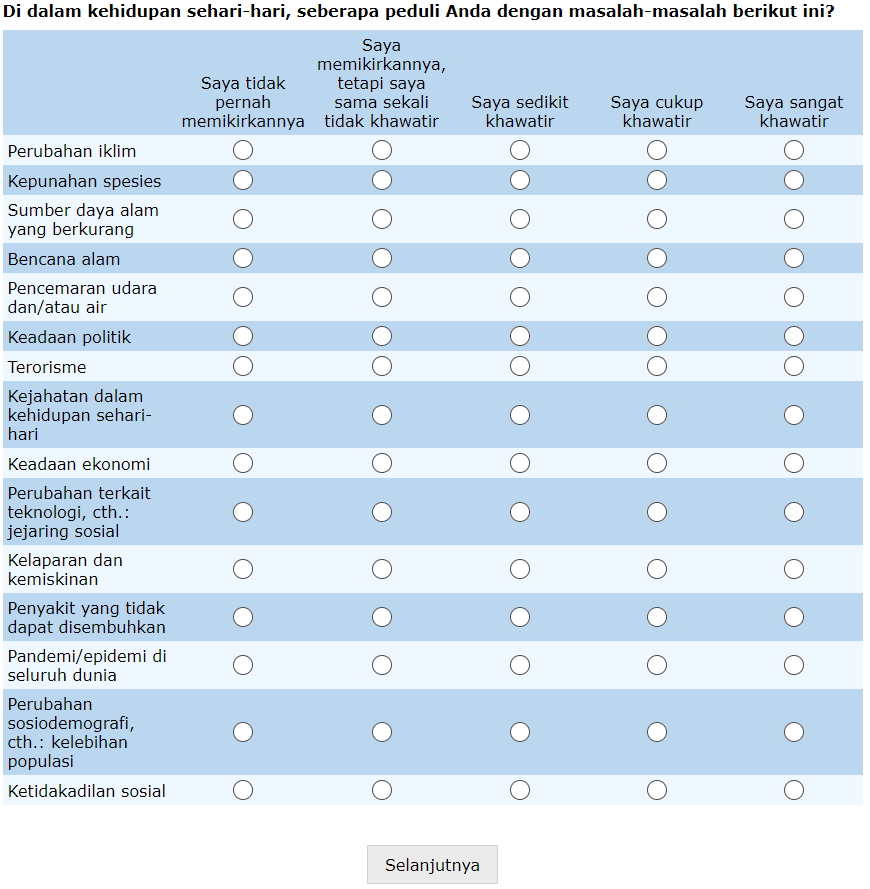 Di dalam kehidupan sehari-hari, seberapa peduli Anda dengan masalah-masalah berikut ini?
Saya tidak
pernah
memikirkannya
Saya
memikirkannya,
tetapi saya
sama sekali
tidak khawatir
Saya sedikit
khawatir
Saya cukup
khawatir
Saya sangat
khawatir
Perubahan iklim
Kepunahan spesies
Sumber daya alam
yang berkurang
Bencana alam
Pencemaran udara
dan/atau air
Keadaan politik
Terorisme
Kejahatan dalam
kehidupan sehari-
hari
Keadaan ekonomi
Perubahan terkait
teknologi, cth.:
jejaring sosial
Kelaparan dan
kemiskinan
Penyakit yang tidak
dapat disembuhkan
Pandemi/epidemi di
seluruh dunia
Perubahan
sosiodemografi,
cth.: kelebihan
populasi
Ketidakadilan sosial
Selanjutnya